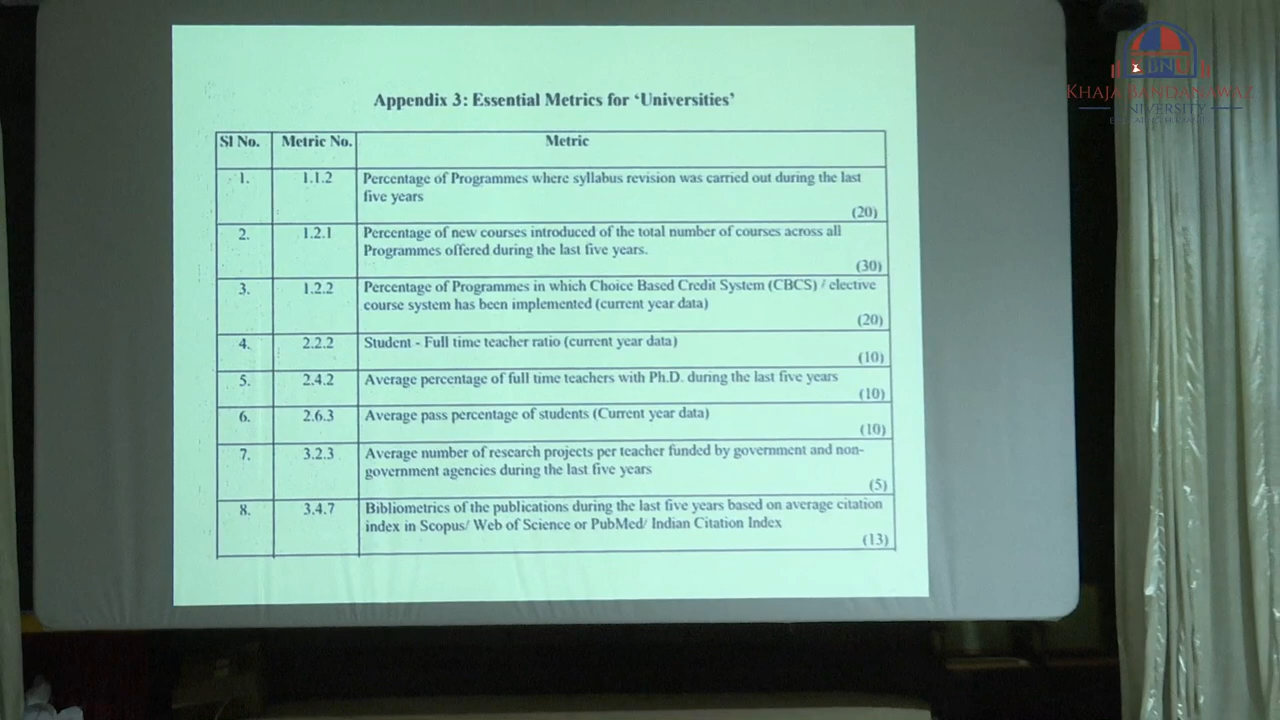 Appendix 3: Essential Metrics for ‘Universities’
Sl No. Metric No. Metric
1. 1.1.2 Percentage of Programmes where syllabus revision was carried out during the last
five years
(20)
2. 1.2.1 Percentage of new courses introduced of the total number of courses across all
Programmes offered during the last five years.
(30)
3. 1.2.2 Percentage of Programmes in which Choice Based Credit System (CBCS) / elective
course system has been implemented (current year data)
(20)
4. 2.2.2 Student - Full time teacher ratio (current year data)
(10)
5. 2.4.2 Average percentage of full time teachers with Ph.D. during the last five years
(10)
6. 2.6.3 Average pass percentage of students (Current year data)
(10)
7. 3.2.3 Average number of research projects per teacher funded by government and non-
government agencies during the last five years
(5)
8. 3.4.7 Bibliometrics of the publications during the last five years based on average citation
index in Scopus/ Web of Science or PubMed/ Indian Citation Index
(13)
KBNU
KHAJA BANDANAWAZ
UNIVERSITY